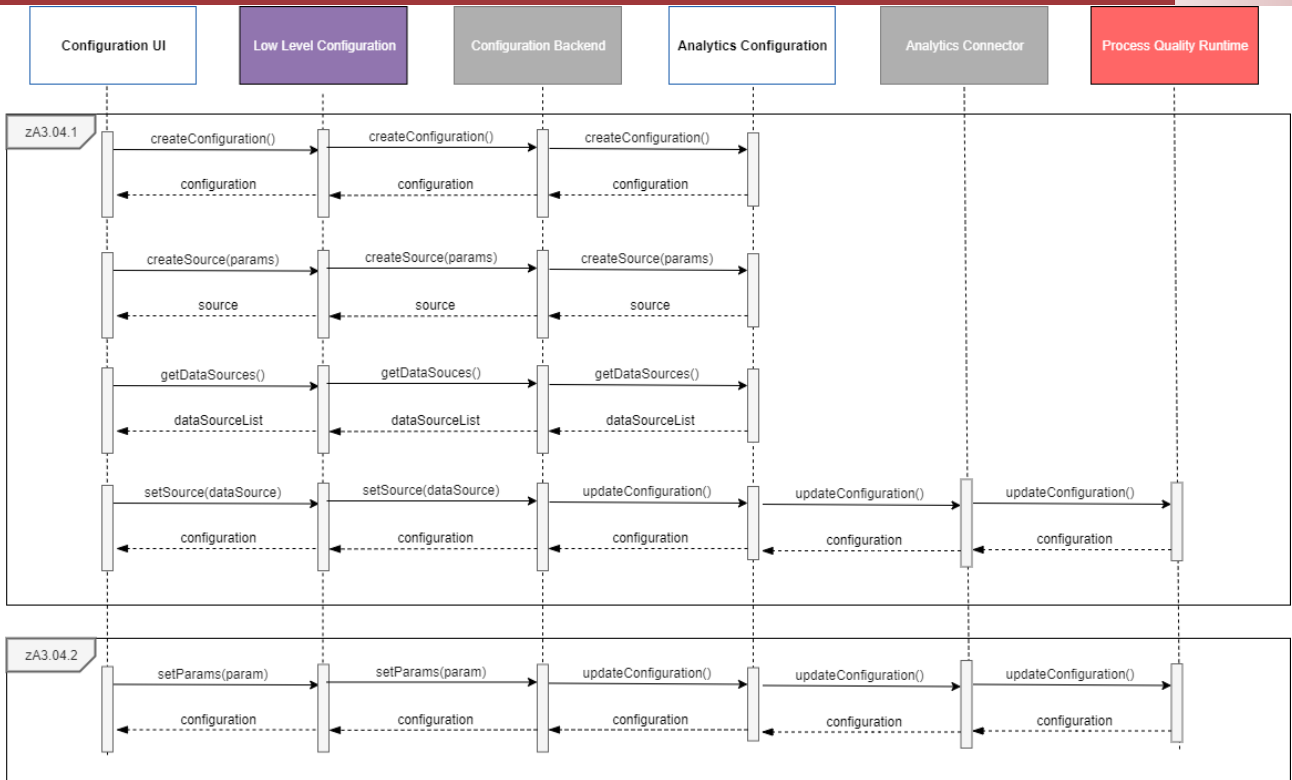 Configuration UI
Low Level Configuration
Configuration Backend
Analytics Configuration
Analytics Connector
Process Quality Runtime
zA3.04.1
createConfiguration()
createConfiguration()
createConfiguration()
configuration
configuration
configuration
createSource(params)
createSource(params)
createSource(params)
source
source
source
getDataSources()
getDataSouces()
getDataSources()
dataSourceList
dataSourceList
dataSourceList
setSource(dataSource)
setSource(dataSource)
updateConfiguration()
updateConfiguration()
updateConfiguration()
configuration
configuration
configuration
configuration
configuration
zA3.04.2
setParams(param)
setParams(param)
updateConfiguration()
updateConfiguration()
updateConfiguration()
configuration
configuration
configuration
configuration
configuration